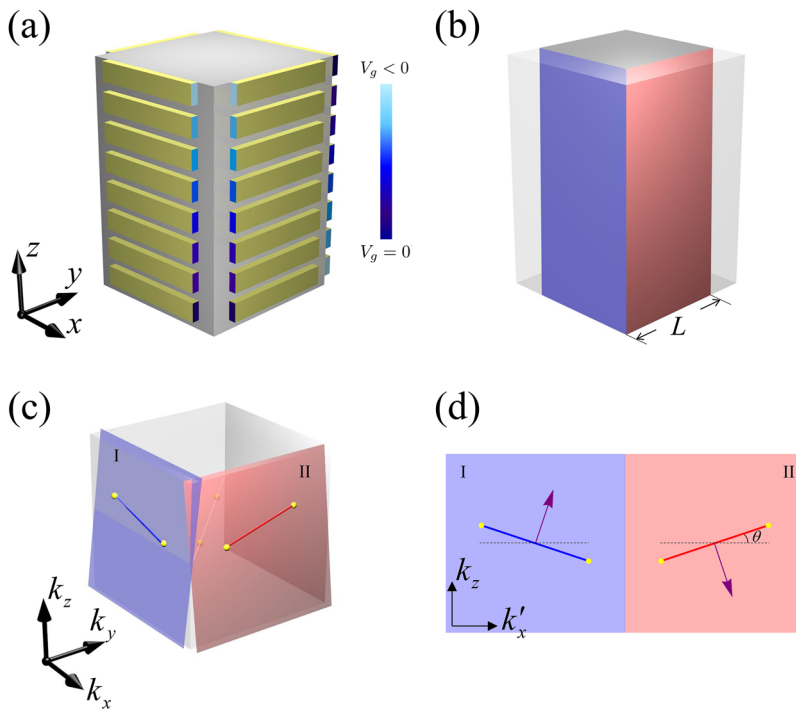 (a)
V_g < 0
V_g = 0
z
y
x
(b)
L
(c)
I
II
k_z
k_y
k_x
(d)
I
II
θ
k_z
k'_x